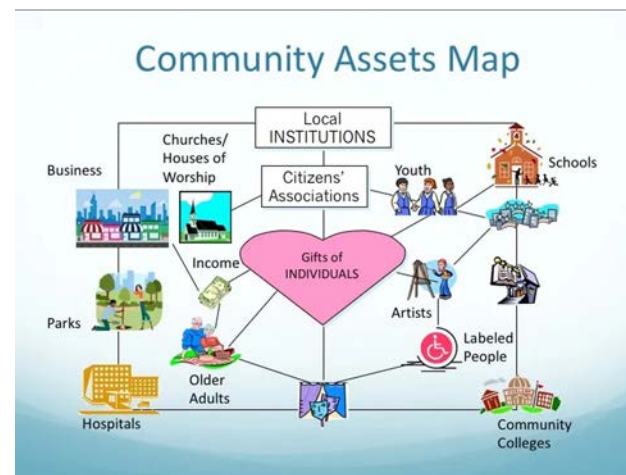 Community Assets Map
Local
INSTITUTIONS
Churches/
Houses of
Worship
Business
Citizens'
Associations
Youth
Schools
Gifts of
INDIVIDUALS
Income
Artists
Parks
Labeled
People
Older
Adults
Hospitals
Community
Colleges